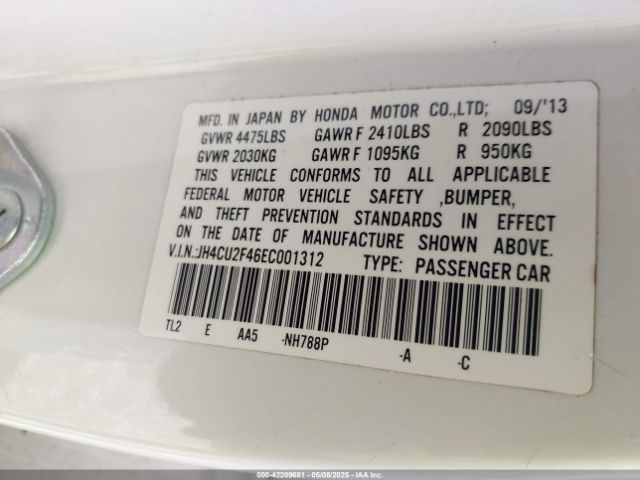 MFD. IN JAPAN BY HONDA MOTOR CO.,LTD; 09/'13
GVWR 4475LBS GAWR F 2410LBS R 2090LBS
GVWR 2030KG GAWR F 1095KG R 950KG
THIS VEHICLE CONFORMS TO ALL APPLICABLE
FEDERAL MOTOR VEHICLE SAFETY ,BUMPER,
AND THEFT PREVENTION STANDARDS IN EFFECT
ON THE DATE OF MANUFACTURE SHOWN ABOVE.
V.I.N.:JH4CU2F46EC001312 TYPE: PASSENGER CAR
TL2 E AA5 -NH788P -A -C
000-42209681 - 05/08/2025 - IAA Inc.